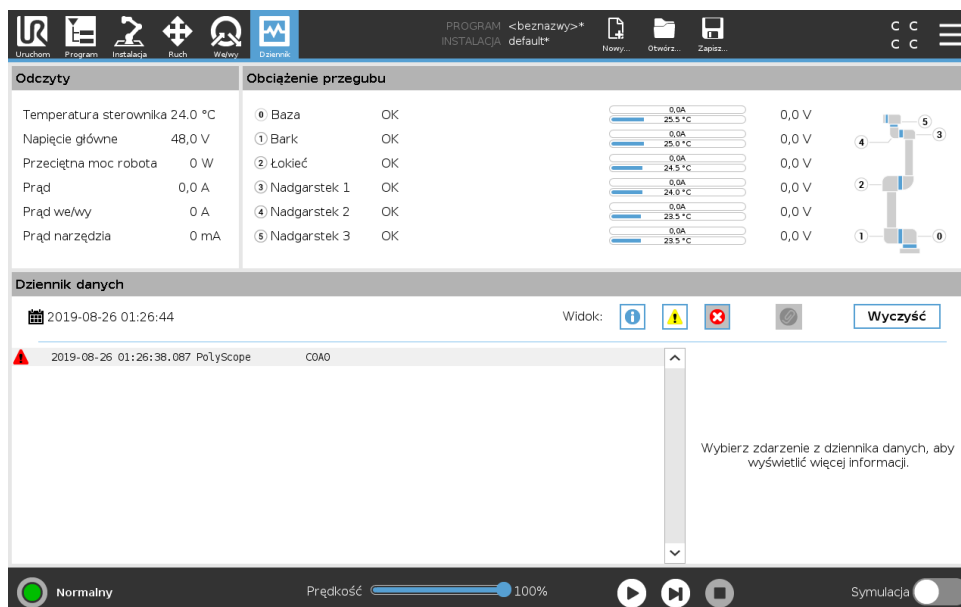 UR
PROGRAM <beznazwy>*
INSTALACJA default*
C C
C C
Uruchom Program Instalacja Ruch We/wy Dziennik Nowy... Otwórz... Zapisz...
Odczyty
Temperatura sterownika 24.0 °C
Napięcie główne 48,0 V
Przeciętna moc robota 0 W
Prąd 0,0 A
Prąd we/wy 0 A
Prąd narzędzia 0 mA
Obciążenie przegubu
0 Baza OK 0,0A 25.5 °C 0,0 V
1 Bark OK 0,0A 25.0 °C 0,0 V
2 Łokieć OK 0,0A 24.5 °C 0,0 V
3 Nadgarstek 1 OK 0,0A 24.0 °C 0,0 V
4 Nadgarstek 2 OK 0,0A 23.5 °C 0,0 V
5 Nadgarstek 3 OK 0,0A 23.5 °C 0,0 V
5
4 3
2
1 0
Dziennik danych
2019-08-26 01:26:44 Widok: Wyczyść
2019-08-26 01:26:38.087 PolyScope C0A0
Wybierz zdarzenie z dziennika danych, aby
wyświetlić więcej informacji.
Normalny Prędkość 100% Symulacja